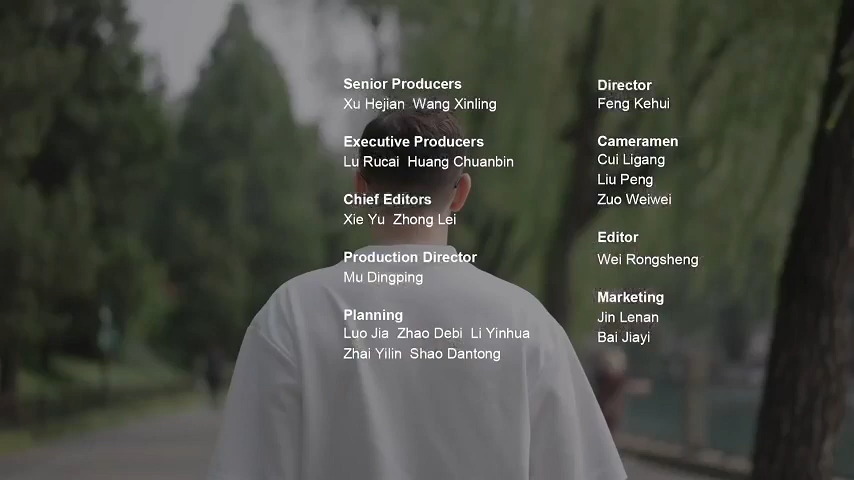 Senior Producers
Xu Hejian Wang Xinling
Executive Producers
Lu Rucai Huang Chuanbin
Chief Editors
Xie Yu Zhong Lei
Production Director
Mu Dingping
Planning
Luo Jia Zhao Debi Li Yinhua
Zhai Yilin Shao Dantong
Director
Feng Kehui
Cameramen
Cui Ligang
Liu Peng
Zuo Weiwei
Editor
Wei Rongsheng
Marketing
Jin Lenan
Bai Jiayi